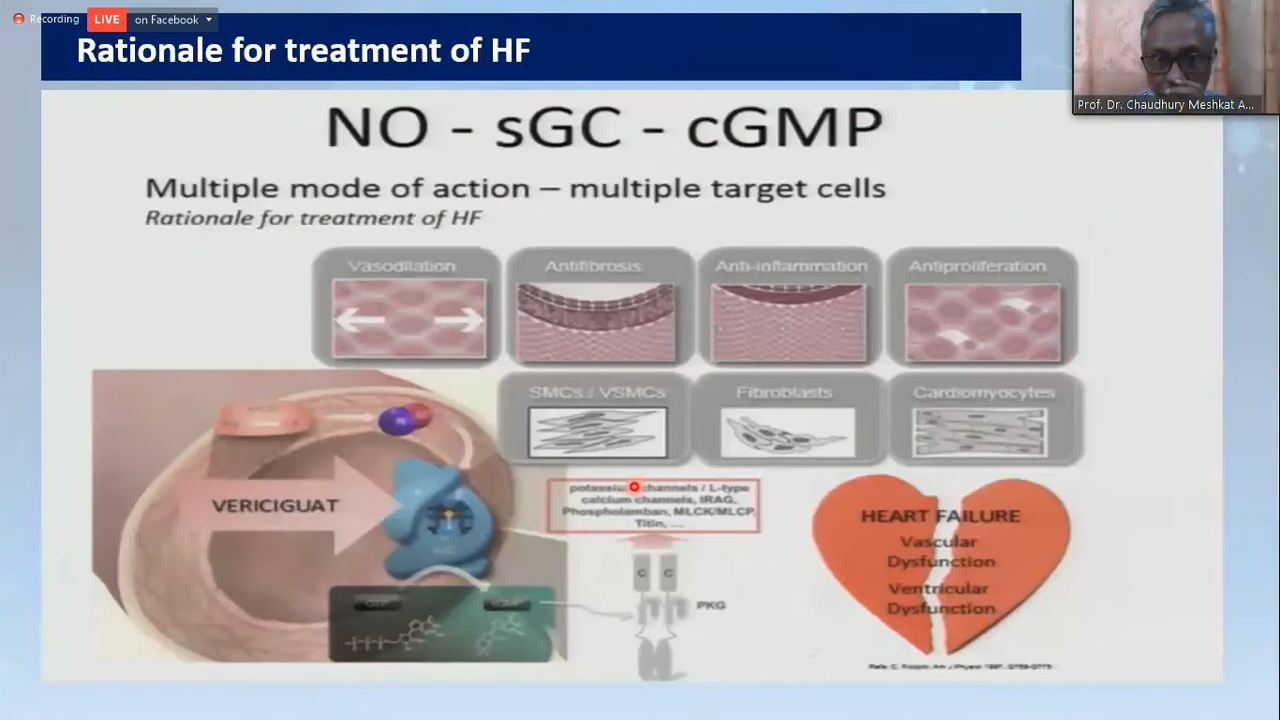 Recording
LIVE
on Facebook
Rationale for treatment of HF
Prof. Dr. Chaudhury Meshkat A...
NO - sGC - cGMP
Multiple mode of action – multiple target cells
Rationale for treatment of HF
Vasodilation
Antifibrosis
Anti-inflammation
Antiproliferation
SMCs / VSMCs
Fibroblasts
Cardiomyocytes
VERICIGUAT
potassium channels / L-type
calcium channels, IRAG,
Phospholamban, MLCK/MLCP,
Titin, ...
C C
PKG
HEART FAILURE
Vascular
Dysfunction
Ventricular
Dysfunction